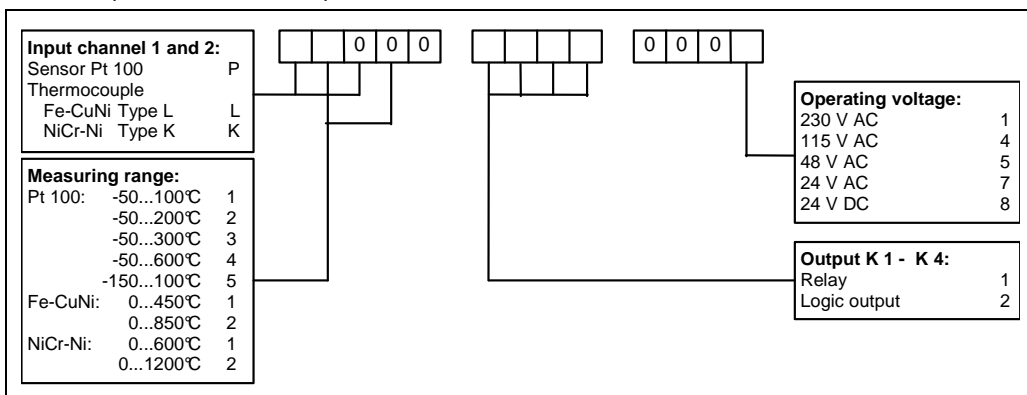 Input channel 1 and 2:
Sensor Pt 100 P
Thermocouple
Fe-CuNi Type L L
NiCr-Ni Type K K
0 0 0
0 0 0
Measuring range:
Pt 100: -50...100°C 1
-50...200°C 2
-50...300°C 3
-50...600°C 4
-150...100°C 5
Fe-CuNi: 0...450°C 1
0...850°C 2
NiCr-Ni: 0...600°C 1
0...1200°C 2
Operating voltage:
230 V AC 1
115 V AC 4
48 V AC 5
24 V AC 7
24 V DC 8
Output K 1 - K 4:
Relay 1
Logic output 2